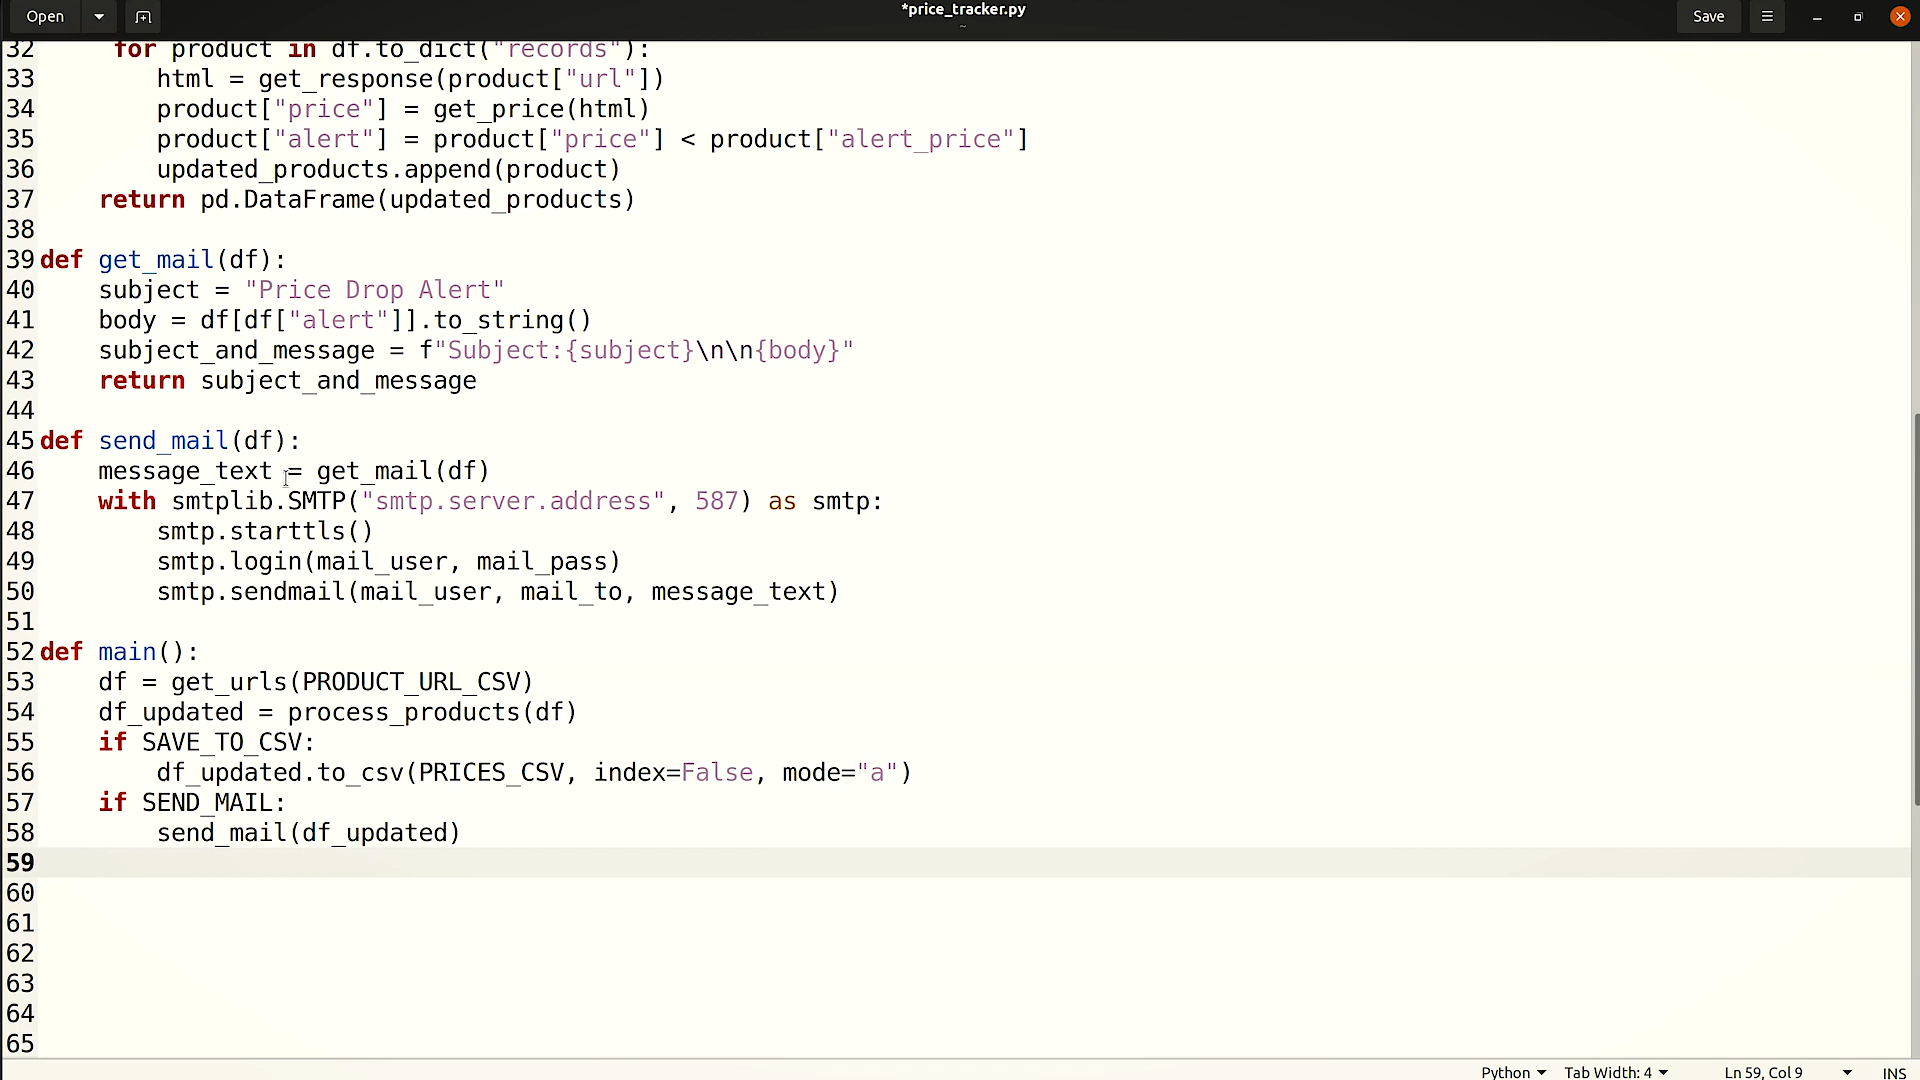 Open
*price_tracker.py
~
Save
32     for product in df.to_dict("records"):
33        html = get_response(product["url"])
34        product["price"] = get_price(html)
35        product["alert"] = product["price"] < product["alert_price"]
36        updated_products.append(product)
37    return pd.DataFrame(updated_products)
38
39 def get_mail(df):
40    subject = "Price Drop Alert"
41    body = df[df["alert"]].to_string()
42    subject_and_message = f"Subject:{subject}\n\n{body}"
43    return subject_and_message
44
45 def send_mail(df):
46    message_text = get_mail(df)
47    with smtplib.SMTP("smtp.server.address", 587) as smtp:
48        smtp.starttls()
49        smtp.login(mail_user, mail_pass)
50        smtp.sendmail(mail_user, mail_to, message_text)
51
52 def main():
53    df = get_urls(PRODUCT_URL_CSV)
54    df_updated = process_products(df)
55    if SAVE_TO_CSV:
56        df_updated.to_csv(PRICES_CSV, index=False, mode="a")
57    if SEND_MAIL:
58        send_mail(df_updated)
59
60
61
62
63
64
65
Python Tab Width: 4 Ln 59, Col 9 INS